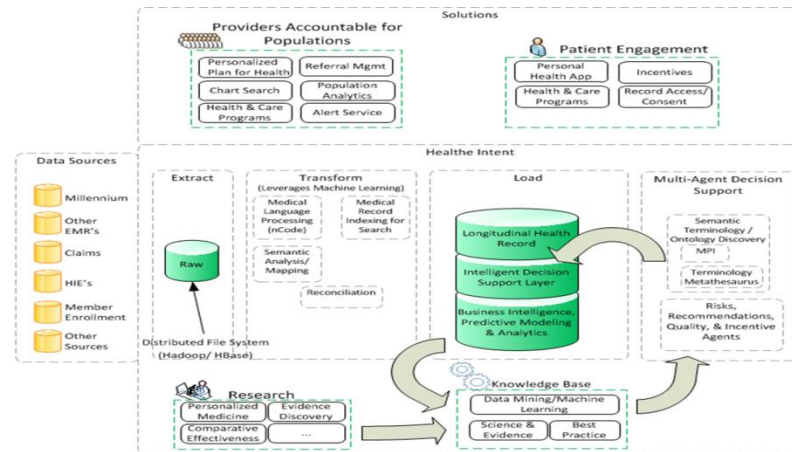 Solutions
Providers Accountable for
Populations
Personalized
Plan for Health
Referral Mgmt
Chart Search
Population
Analytics
Health & Care
Programs
Alert Service
Patient Engagement
Personal
Health App
Incentives
Health & Care
Programs
Record Access/
Consent
Data Sources
Millennium
Other
EMR's
Claims
HIE's
Member
Enrollment
Other
Sources
Healthe Intent
Extract
Raw
Distributed File System
(Hadoop/ HBase)
Transform
(Leverages Machine Learning)
Medical
Language
Processing
(nCode)
Medical
Record
Indexing for
Search
Semantic
Analysis/
Mapping
Reconciliation
Load
Longitudinal Health
Record
Intelligent Decision
Support Layer
Business Intelligence,
Predictive Modeling
& Analytics
Multi-Agent Decision
Support
Semantic
Terminology /
Ontology Discovery
MPI
Terminology
Metathesaurus
Risks,
Recommendations,
Quality, & Incentive
Agents
Research
Personalized
Medicine
Evidence
Discovery
Comparative
Effectiveness
...
Knowledge Base
Data Mining/Machine
Learning
Science &
Evidence
Best
Practice